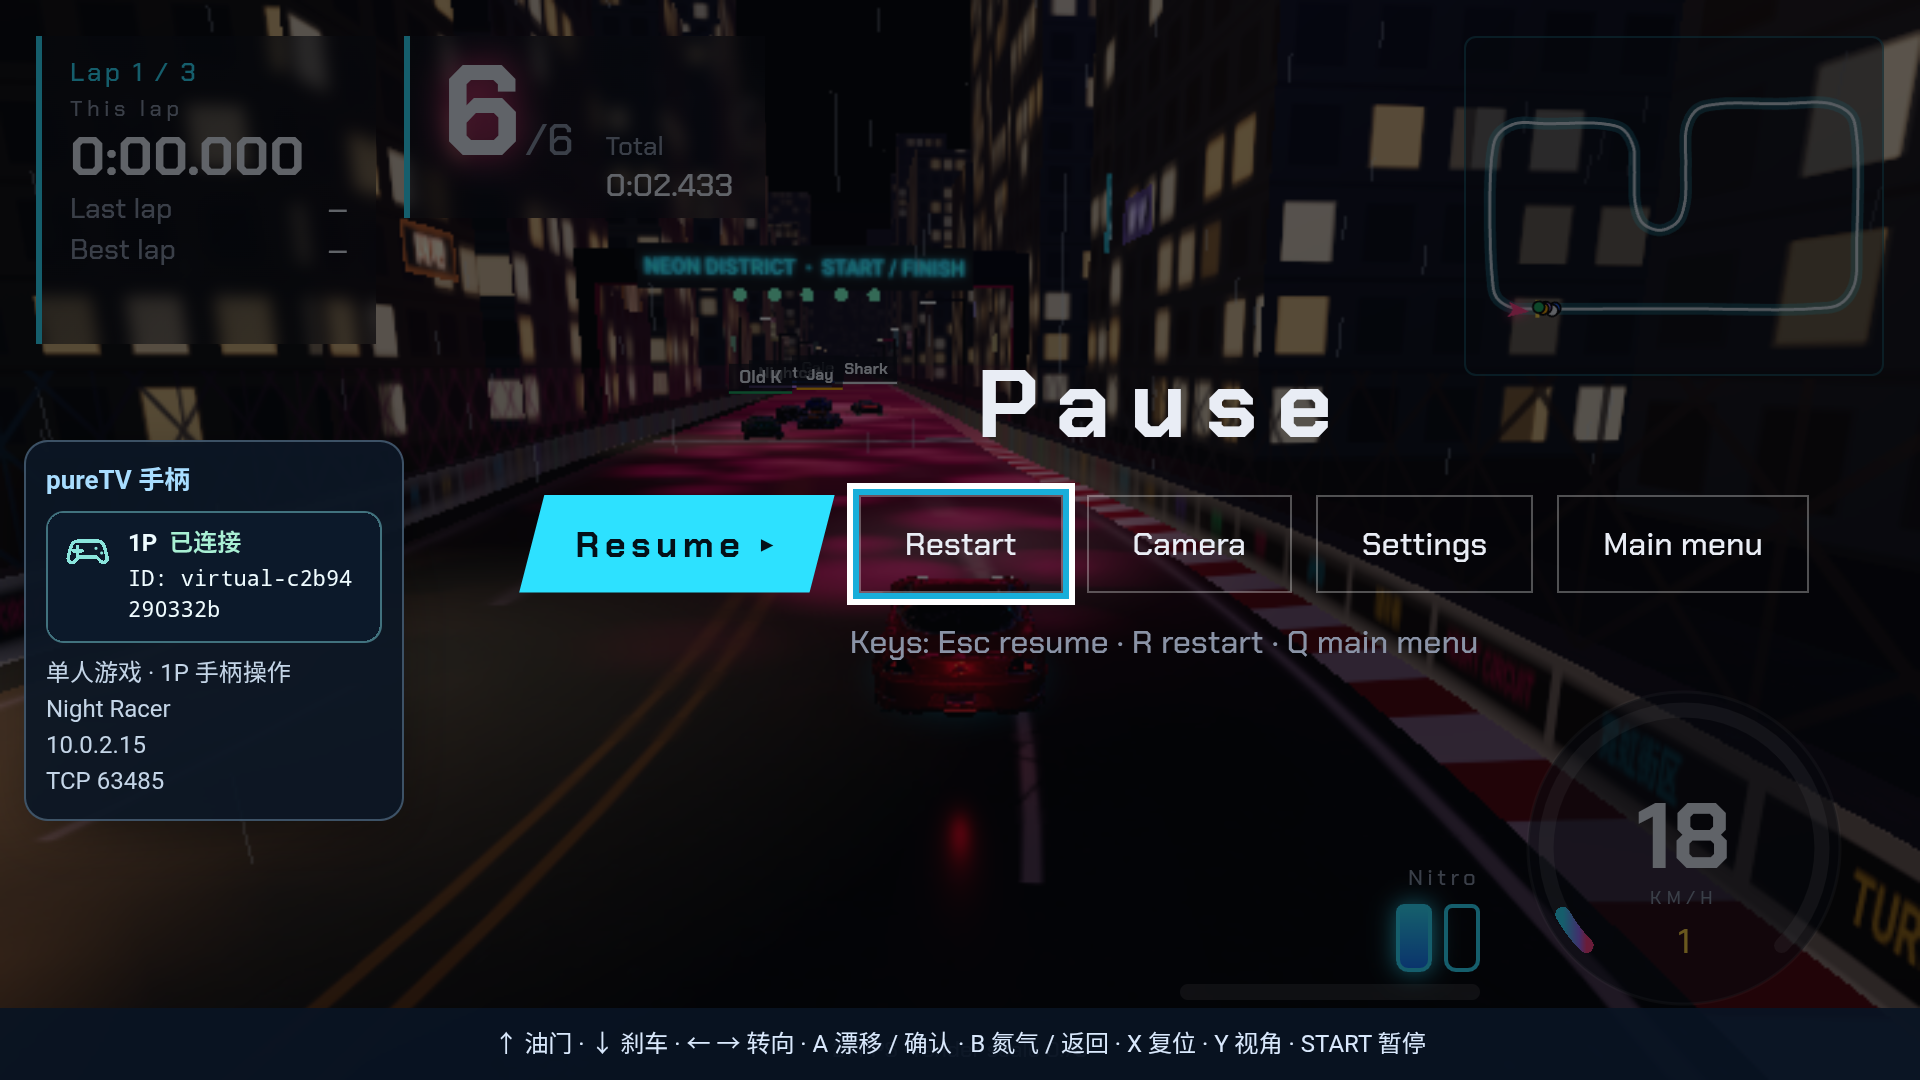 Lap 1 / 3
This lap
0:00.000
Last lap —
Best lap —
6/6
Total
0:02.433
NEON DISTRICT · START / FINISH
Old K
Jay
Shark
Pause
Resume ▸
Restart
Camera
Settings
Main menu
Keys: Esc resume · R restart · Q main menu
pureTV 手柄
1P 已连接
ID: virtual-c2b94
290332b
单人游戏 · 1P 手柄操作
Night Racer
10.0.2.15
TCP 63485
Nitro
18
KM/H
1
TUR
↑ 油门 · ↓ 刹车 · ← → 转向 · A 漂移 / 确认 · B 氮气 / 返回 · X 复位 · Y 视角 · START 暂停